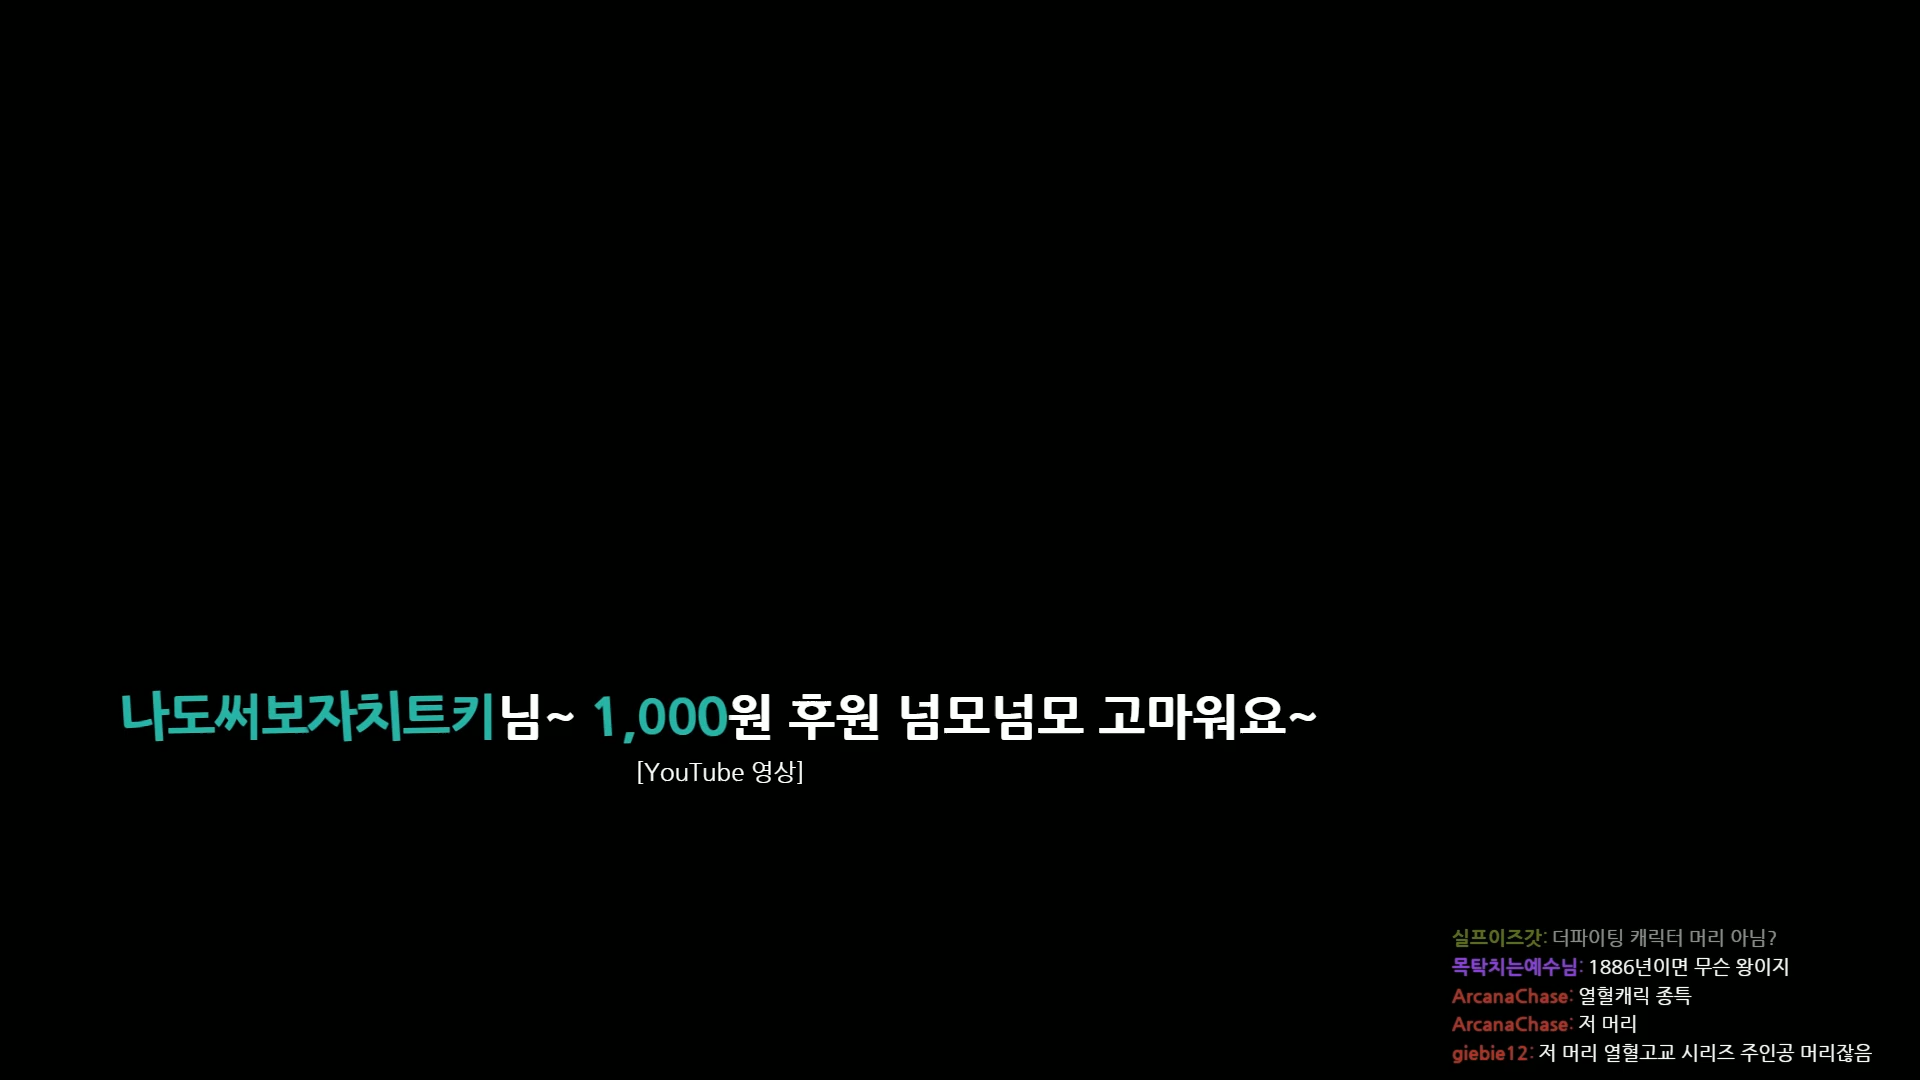 나도써보자치트키님~ 1,000원 후원 넘모넘모 고마워요~
[YouTube 영상]
실프이즈갓: 더파이팅 캐릭터 머리 아님?
목탁치는예수님: 1886년이면 무슨 왕이지
ArcanaChase: 열혈캐릭 종특
ArcanaChase: 저 머리
giebie12: 저 머리 열혈고교 시리즈 주인공 머리잖음